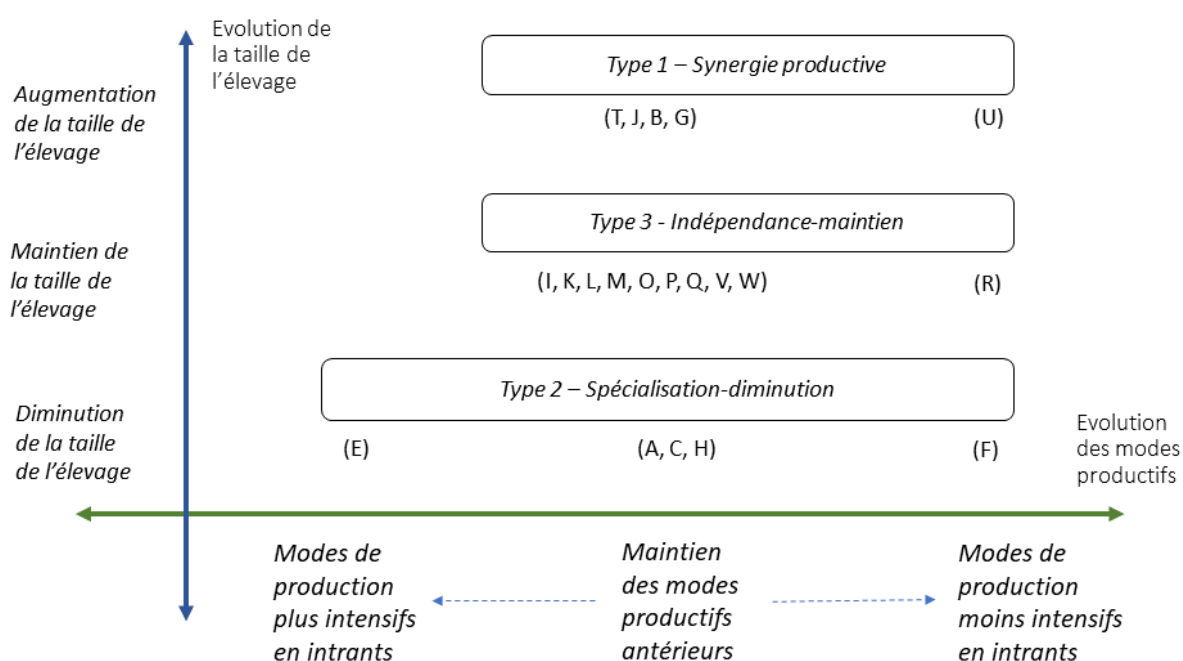 Evolution de
la taille de
l'élevage
Type 1 – Synergie productive
Augmentation
de la taille de
l'élevage
(T, J, B, G)
(U)
Type 3 - Indépendance-maintien
Maintien de
la taille de
l'élevage
(I, K, L, M, O, P, Q, V, W)
(R)
Type 2 – Spécialisation-diminution
Diminution
de la taille
de l'élevage
(E)
(A, C, H)
(F)
Evolution
des modes
productifs
Modes de
production
plus intensifs
en intrants
Maintien
des modes
productifs
antérieurs
Modes de
production
moins intensifs
en intrants